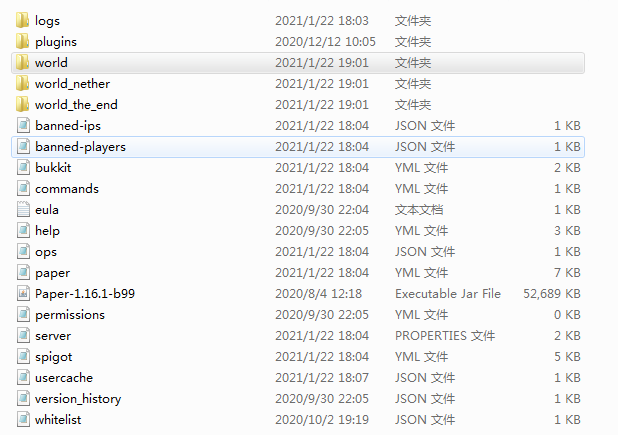 logs 2021/1/22 18:03 文件夹
plugins 2020/12/12 10:05 文件夹
world 2021/1/22 19:01 文件夹
world_nether 2021/1/22 19:01 文件夹
world_the_end 2021/1/22 19:01 文件夹
banned-ips 2021/1/22 18:04 JSON 文件 1 KB
banned-players 2021/1/22 18:04 JSON 文件 1 KB
bukkit 2021/1/22 18:04 YML 文件 2 KB
commands 2021/1/22 18:04 YML 文件 1 KB
eula 2020/9/30 22:04 文本文档 1 KB
help 2020/9/30 22:05 YML 文件 3 KB
ops 2021/1/22 18:04 JSON 文件 1 KB
paper 2021/1/22 18:04 YML 文件 7 KB
Paper-1.16.1-b99 2020/8/4 12:18 Executable Jar File 52,689 KB
permissions 2020/9/30 22:05 YML 文件 0 KB
server 2021/1/22 18:04 PROPERTIES 文件 2 KB
spigot 2021/1/22 18:04 YML 文件 5 KB
usercache 2021/1/22 18:07 JSON 文件 1 KB
version_history 2020/9/30 22:05 JSON 文件 1 KB
whitelist 2020/10/2 19:19 JSON 文件 1 KB